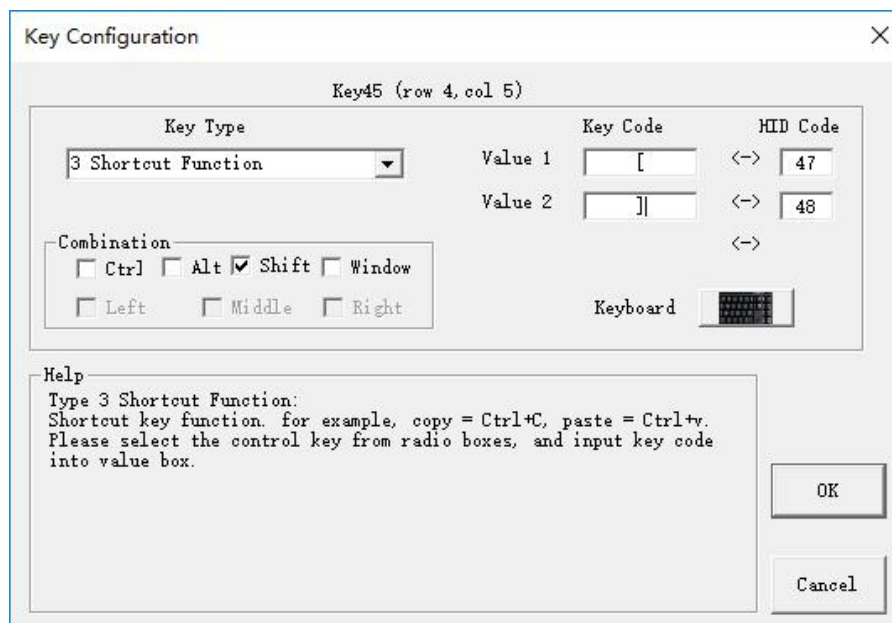 Key Configuration
Key45 (row 4,col 5)
Key Type Key Code HID Code
3 Shortcut Function
Value 1 [ <-> 47
Value 2 ] <-> 48
<->
Combination
Ctrl Alt Shift Window
Left Middle Right
Keyboard
Help
Type 3 Shortcut Function:
Shortcut key function. for example, copy = Ctrl+C, paste = Ctrl+v.
Please select the control key from radio boxes, and input key code
into value box.
OK
Cancel